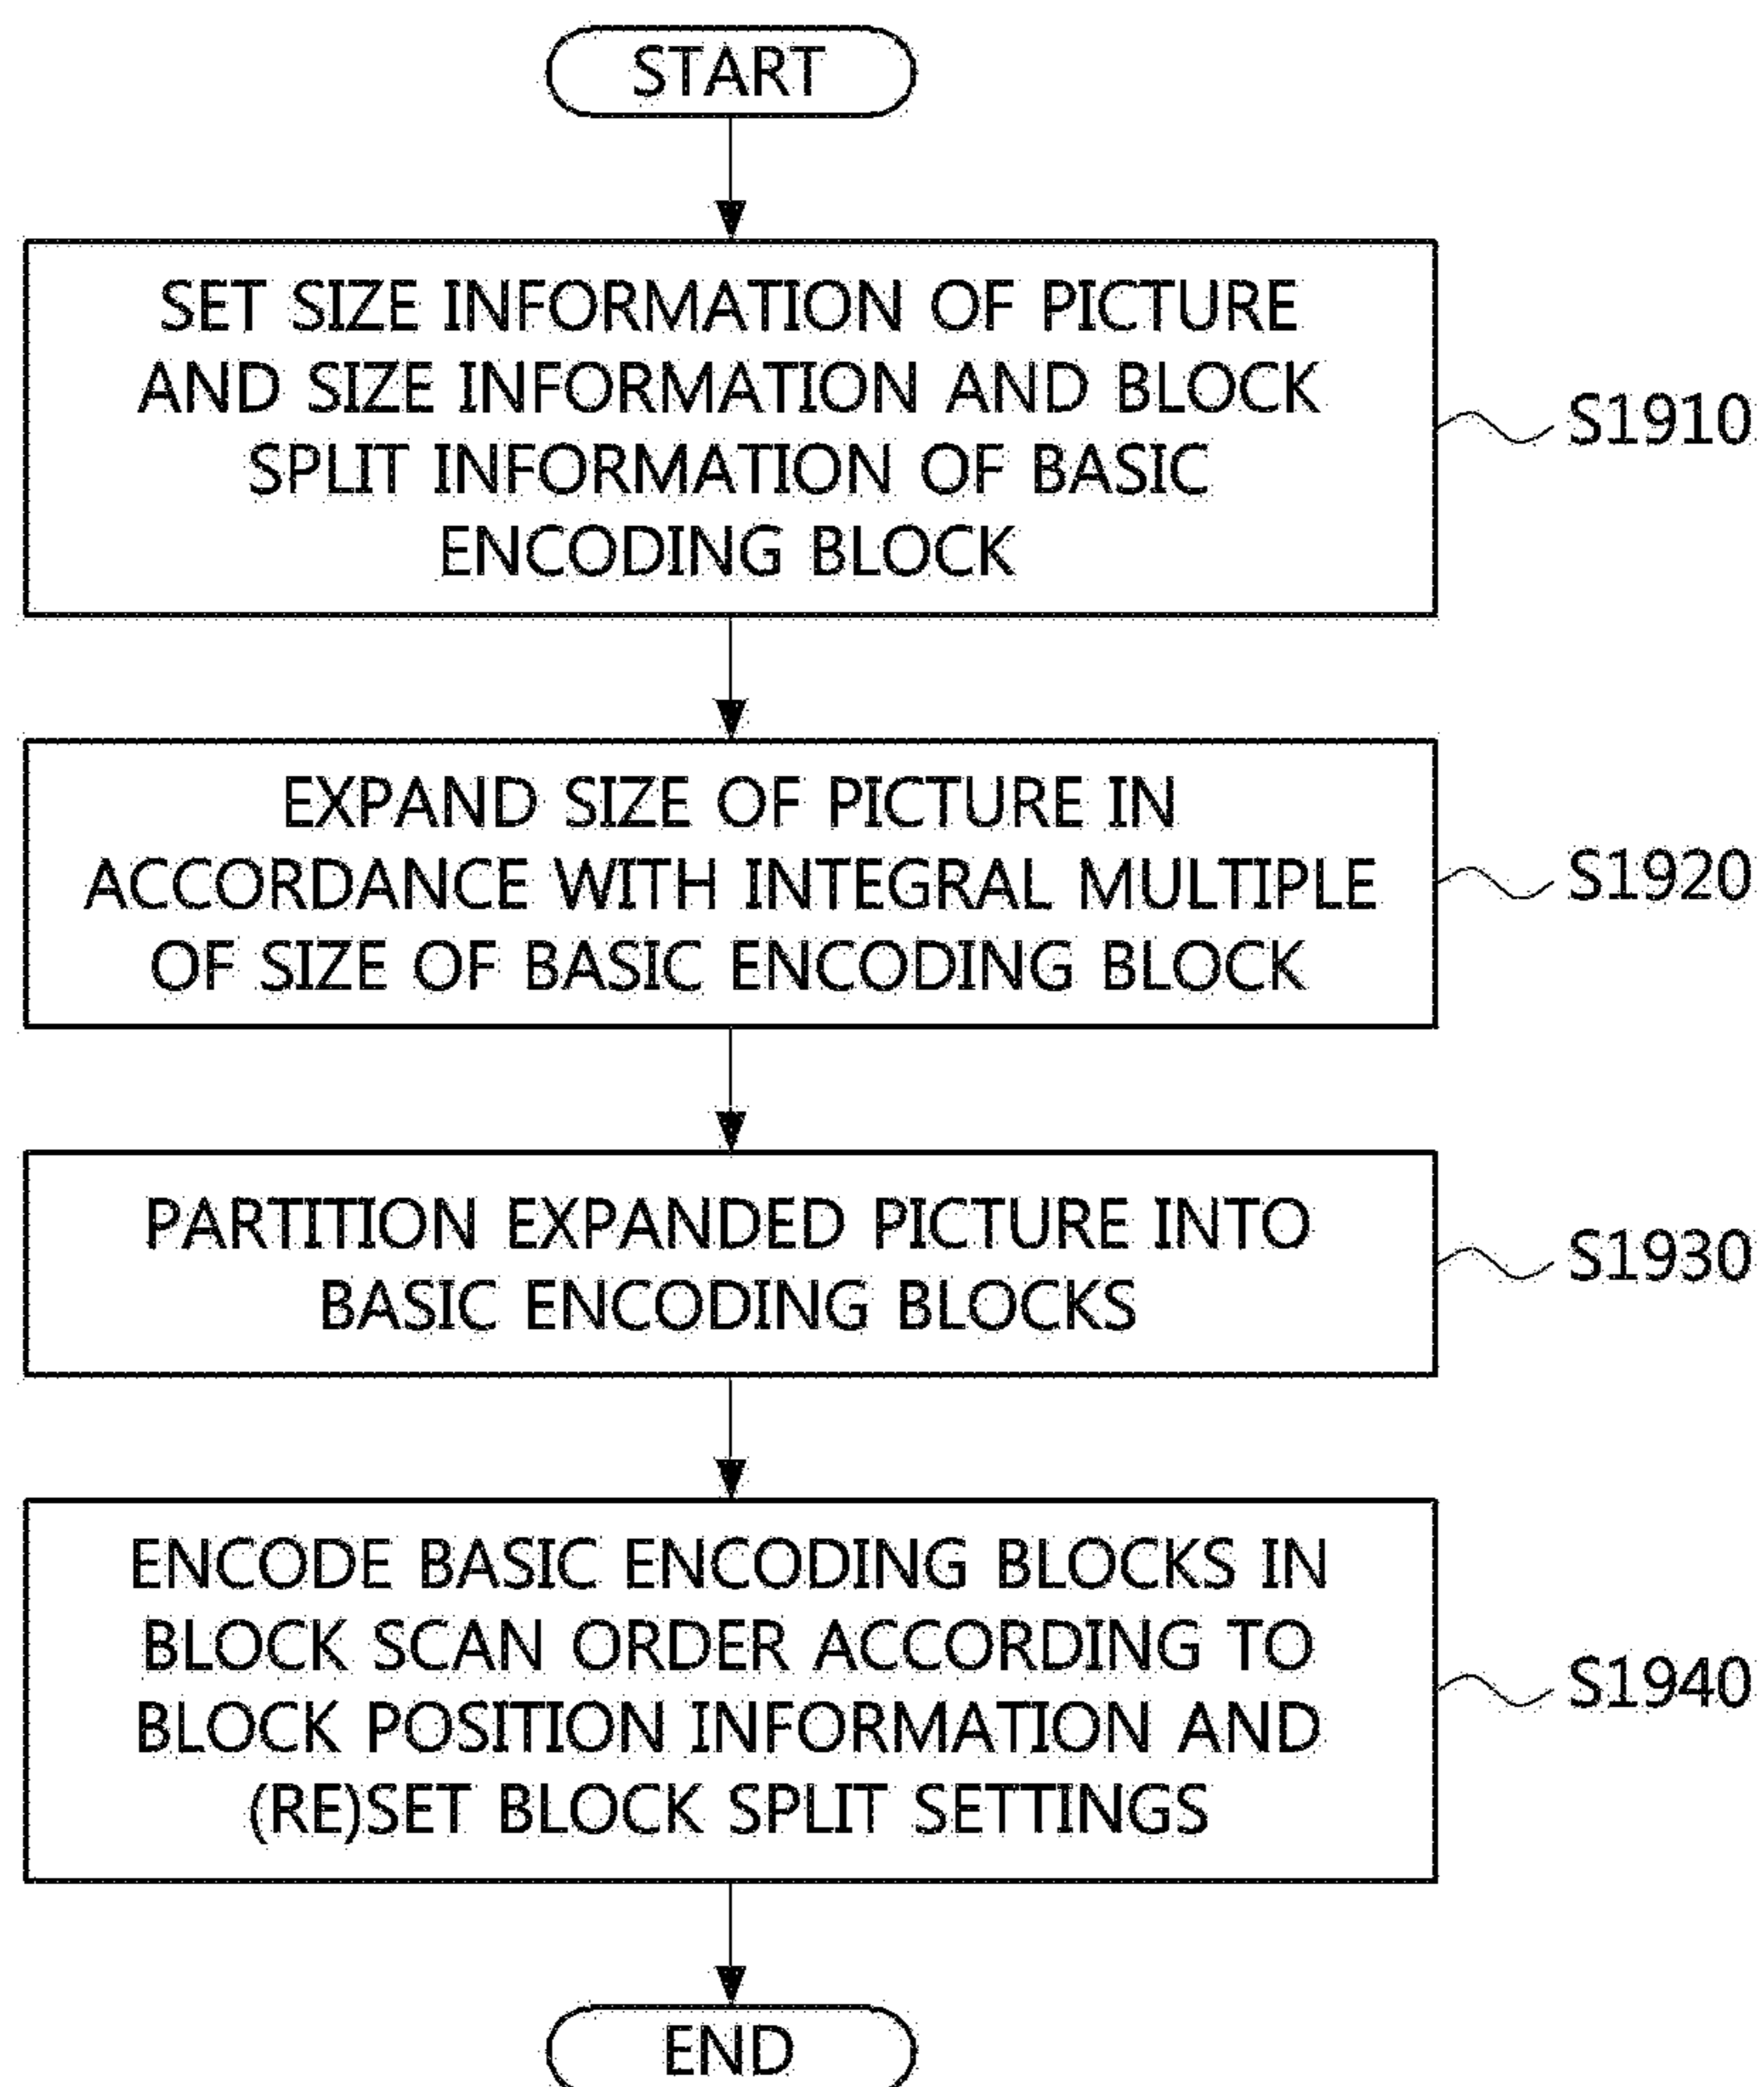 START
SET SIZE INFORMATION OF PICTURE
AND SIZE INFORMATION AND BLOCK
SPLIT INFORMATION OF BASIC
ENCODING BLOCK
S1910
EXPAND SIZE OF PICTURE IN
ACCORDANCE WITH INTEGRAL MULTIPLE
OF SIZE OF BASIC ENCODING BLOCK
S1920
PARTITION EXPANDED PICTURE INTO
BASIC ENCODING BLOCKS
S1930
ENCODE BASIC ENCODING BLOCKS IN
BLOCK SCAN ORDER ACCORDING TO
BLOCK POSITION INFORMATION AND
(RE)SET BLOCK SPLIT SETTINGS
S1940
END